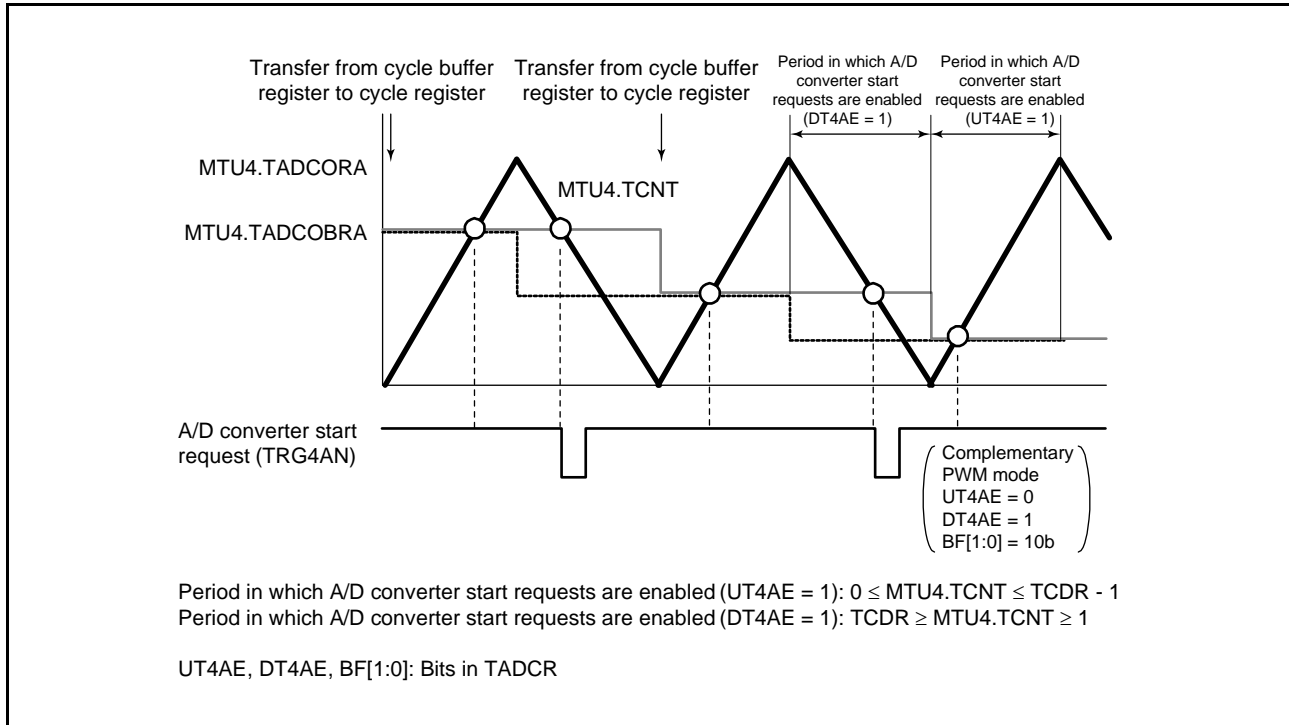 Transfer from cycle buffer
register to cycle register
Transfer from cycle buffer
register to cycle register
Period in which A/D
converter start
requests are enabled
(DT4AE = 1)
Period in which A/D
converter start
requests are enabled
(UT4AE = 1)
MTU4.TADCORA
MTU4.TCNT
MTU4.TADCOBRA
A/D converter start
request (TRG4AN)
Complementary
PWM mode
UT4AE = 0
DT4AE = 1
BF[1:0] = 10b
Period in which A/D converter start requests are enabled (UT4AE = 1): 0 ≤ MTU4.TCNT ≤ TCDR - 1
Period in which A/D converter start requests are enabled (DT4AE = 1): TCDR ≥ MTU4.TCNT ≥ 1
UT4AE, DT4AE, BF[1:0]: Bits in TADCR